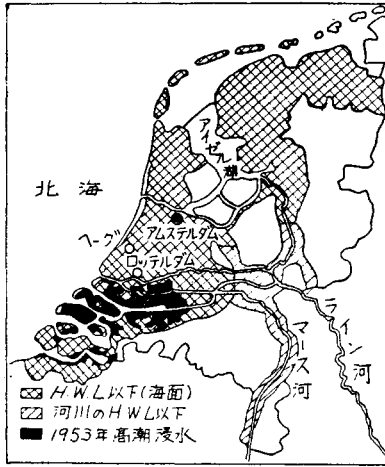 北海
アイゼル湖
アムステルダム
ヘーグ
ロッテルダム
マース河
ライン河
H.W.L以下(海面)
河川のH.W.L以下
1953年高潮浸水